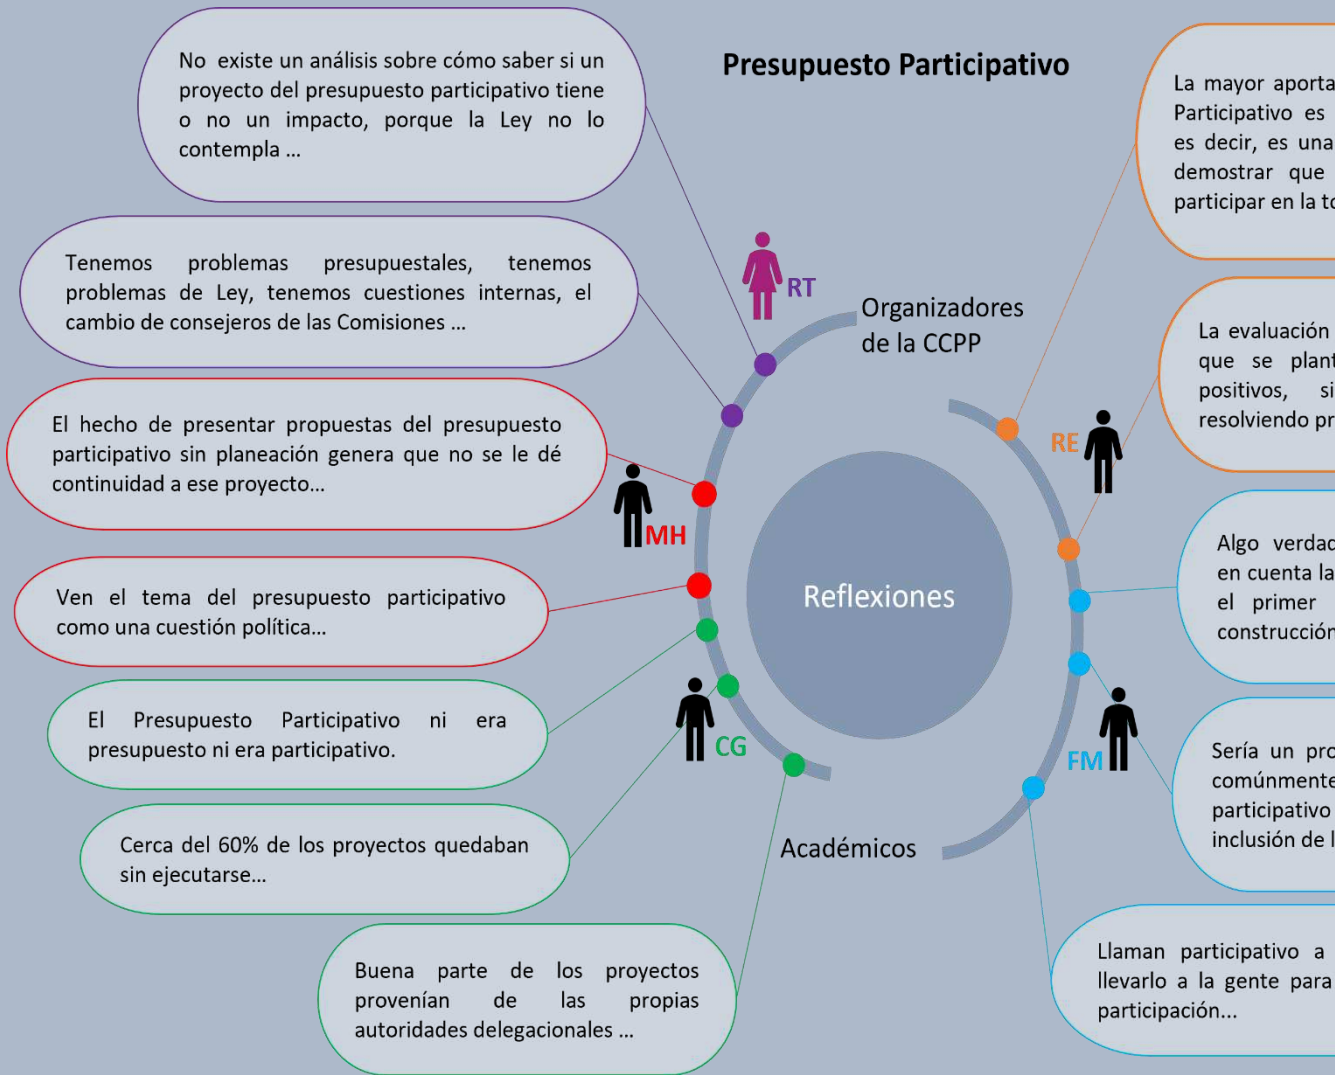 Presupuesto Participativo
No existe un análisis sobre cómo saber si un
proyecto del presupuesto participativo tiene
o no un impacto, porque la Ley no lo
contempla ...
Tenemos problemas presupuestales, tenemos
problemas de Ley, tenemos cuestiones internas, el
cambio de consejeros de las Comisiones ...
RT
Organizadores
de la CCPP
El hecho de presentar propuestas del presupuesto
participativo sin planeación genera que no se le dé
continuidad a ese proyecto...
MH
Ven el tema del presupuesto participativo
como una cuestión política...
El Presupuesto Participativo ni era
presupuesto ni era participativo.
CG
Cerca del 60% de los proyectos quedaban
sin ejecutarse...
Buena parte de los proyectos
provenían de las propias
autoridades delegacionales ...
Reflexiones
Académicos
La mayor aporta
Participativo es
es decir, es una
demostrar que
participar en la
RE
La evaluación
que se plant
positivos, si
resolviendo pr
Algo verdad
en cuenta la
el primer
construcción
FM
Sería un pro
comúnmente
participativo
inclusión de l
Llaman participativo a
llevarlo a la gente para
participación...